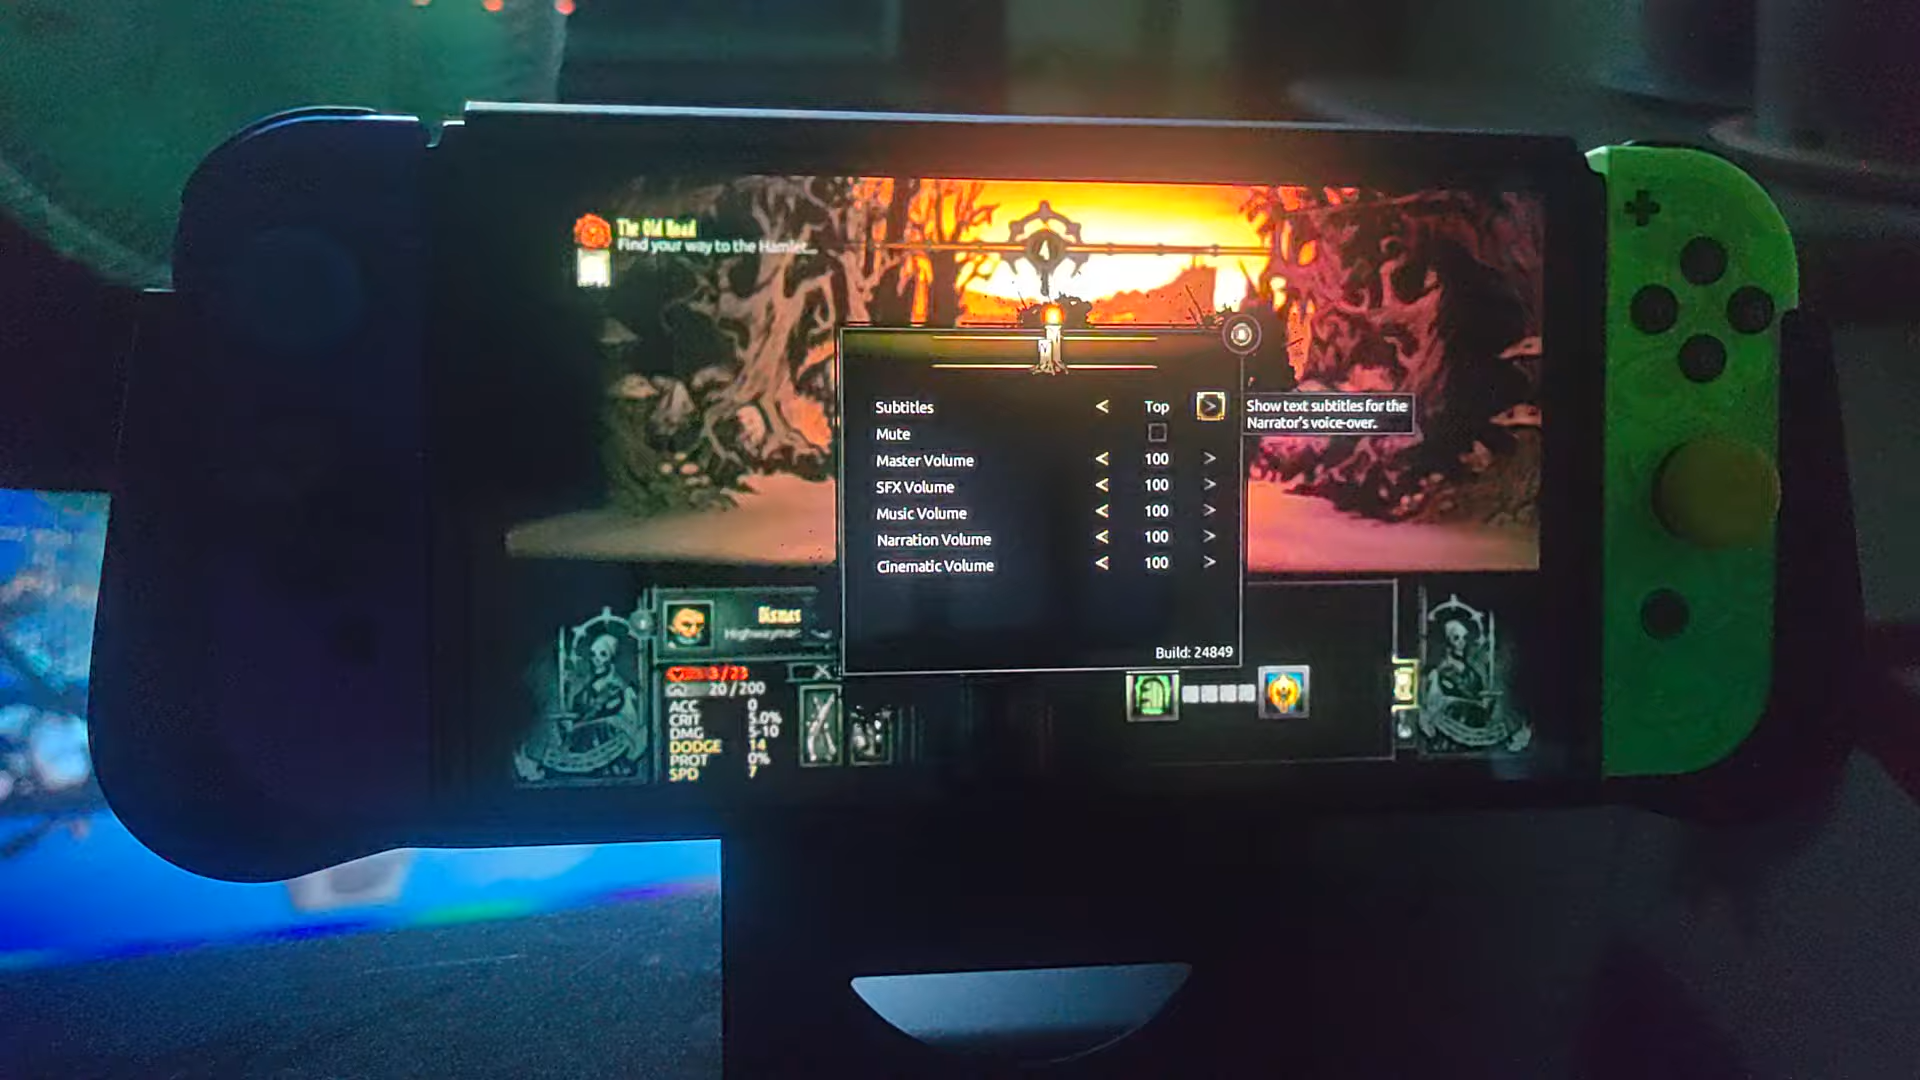 The Old Road
Find your way to the Hamlet...
4
Subtitles < Top >
Show text subtitles for the
Narrator's voice-over.
Mute
Master Volume < 100 >
SFX Volume < 100 >
Music Volume < 100 >
Narration Volume < 100 >
Cinematic Volume < 100 >
Build: 24849
Dismas
Highwayman
/23
20/200
ACC 0
CRIT 5.0%
DMG 5-10
DODGE 14
PROT 0%
SPD 7